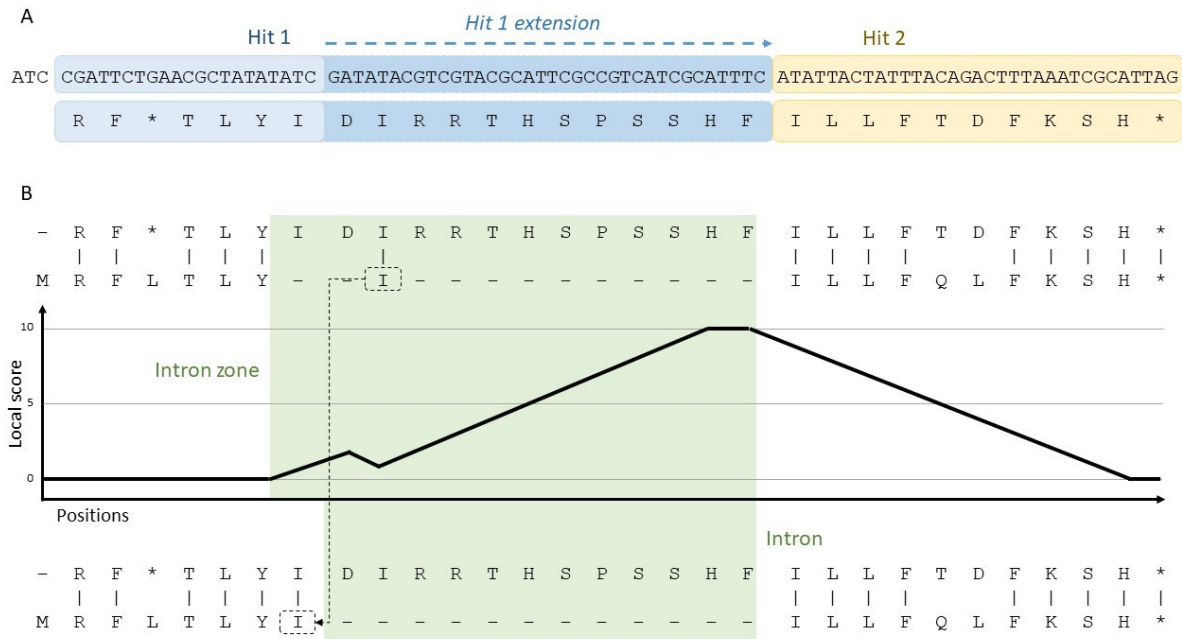 A
Hit 1 extension
Hit 1 Hit 2
ATC CGATTCTGAACGCTATATATC GATATACGTCGTACGCATTCGCCGTCATCGCATTTC ATATTACTATTTACAGACTTTAAATCGCATTAG
R F * T L Y I D I R R T H S P S S H F I L L F T D F K S H *
B
– R F * T L Y I D I R R T H S P S S H F I L L F T D F K S H *
| | | | | | | | | | | | | | |
M R F L T L Y – – I – – – – – – – – – – I L L F Q L F K S H *
10
Intron zone
5
Local score
0
Positions
Intron
– R F * T L Y I D I R R T H S P S S H F I L L F T D F K S H *
| | | | | | | | | | | | | | |
M R F L T L Y I – – – – – – – – – – – – I L L F Q L F K S H *